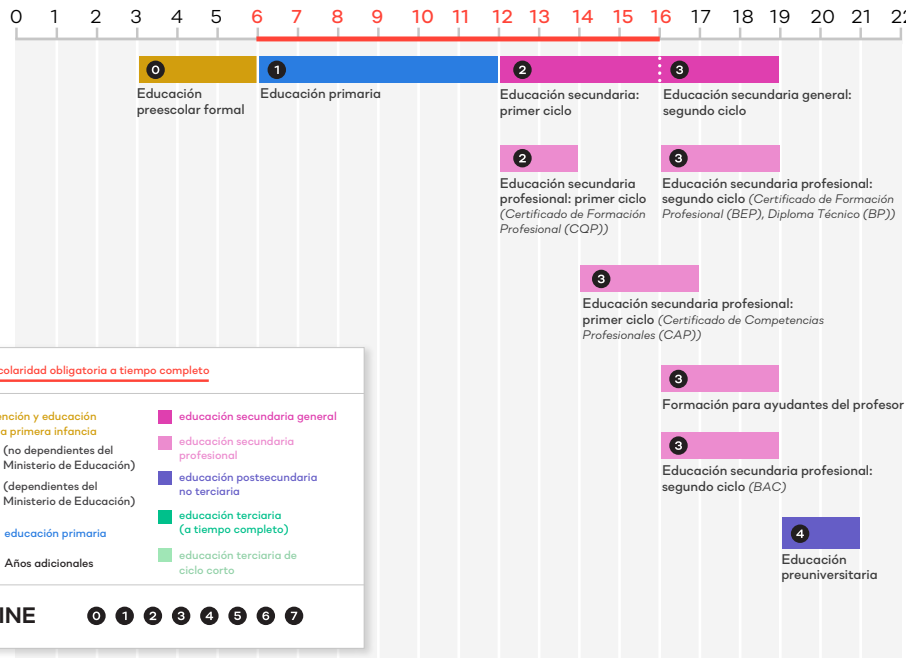 0 1 2 3 4 5 6 7 8 9 10 11 12 13 14 15 16 17 18 19 20 21 22
0 1 2 3
Educación
preescolar formal
Educación primaria
Educación secundaria:
primer ciclo
Educación secundaria general:
segundo ciclo
2 3
Educación secundaria
profesional: primer ciclo
(Certificado de Formación
Profesional (CQP))
Educación secundaria profesional:
segundo ciclo (Certificado de Formación
Profesional (BEP), Diploma Técnico (BP))
3
Educación secundaria profesional:
primer ciclo (Certificado de Competencias
Profesionales (CAP))
3
Formación para ayudantes del profesor
3
Educación secundaria profesional:
segundo ciclo (BAC)
4
Educación
preuniversitaria
colaridad obligatoria a tiempo completo
ención y educación
a primera infancia
(no dependientes del
Ministerio de Educación)
(dependientes del
Ministerio de Educación)
educación primaria
Años adicionales
educación secundaria general
educación secundaria
profesional
educación postsecundaria
no terciaria
educación terciaria
(a tiempo completo)
educación terciaria de
ciclo corto
INE 0 1 2 3 4 5 6 7